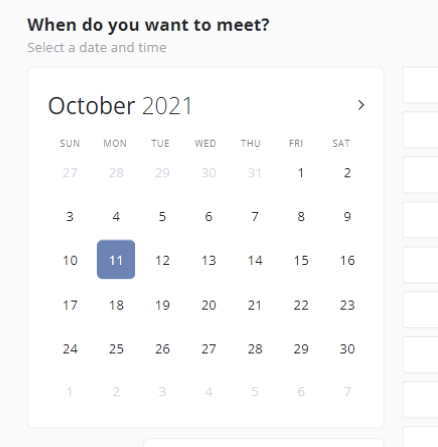 When do you want to meet?
Select a date and time
October 2021
SUN MON TUE WED THU FRI SAT
27 28 29 30 31 1 2
3 4 5 6 7 8 9
10 11 12 13 14 15 16
17 18 19 20 21 22 23
24 25 26 27 28 29 30
1 2 3 4 5 6 7